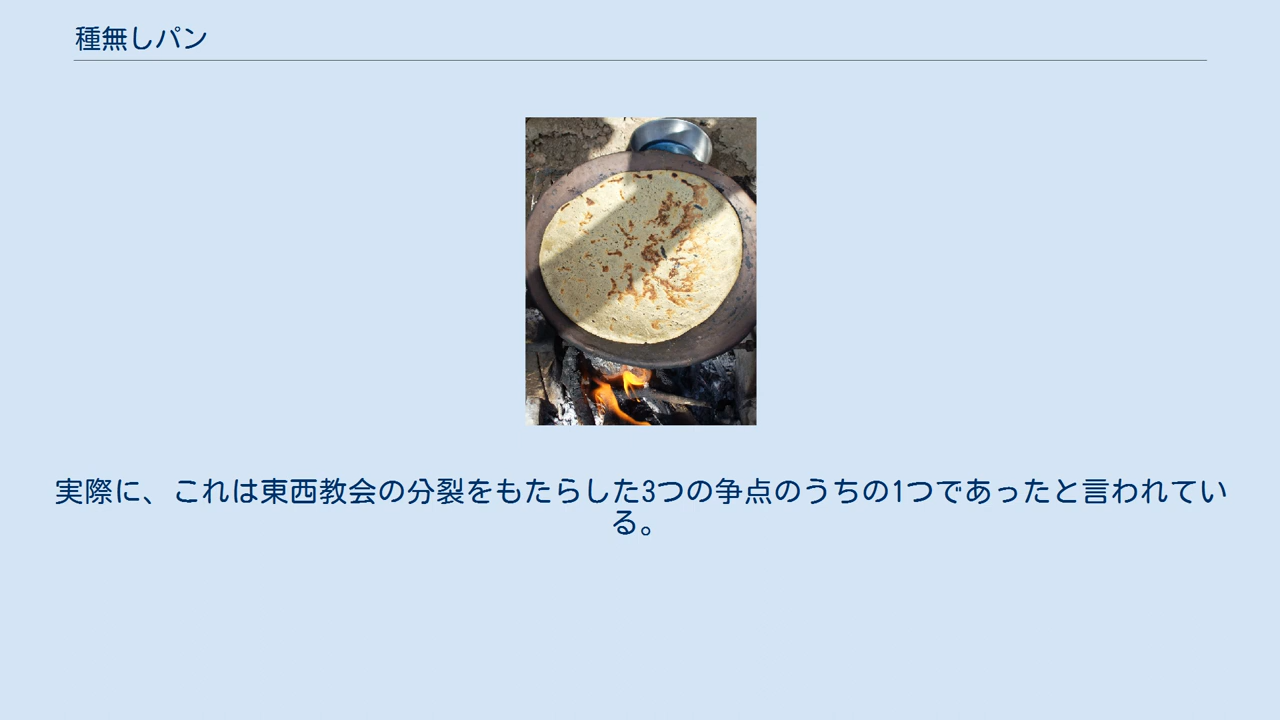 種無しパン
実際に、これは東西教会の分裂をもたらした3つの争点のうちの1つであったと言われてい
る。